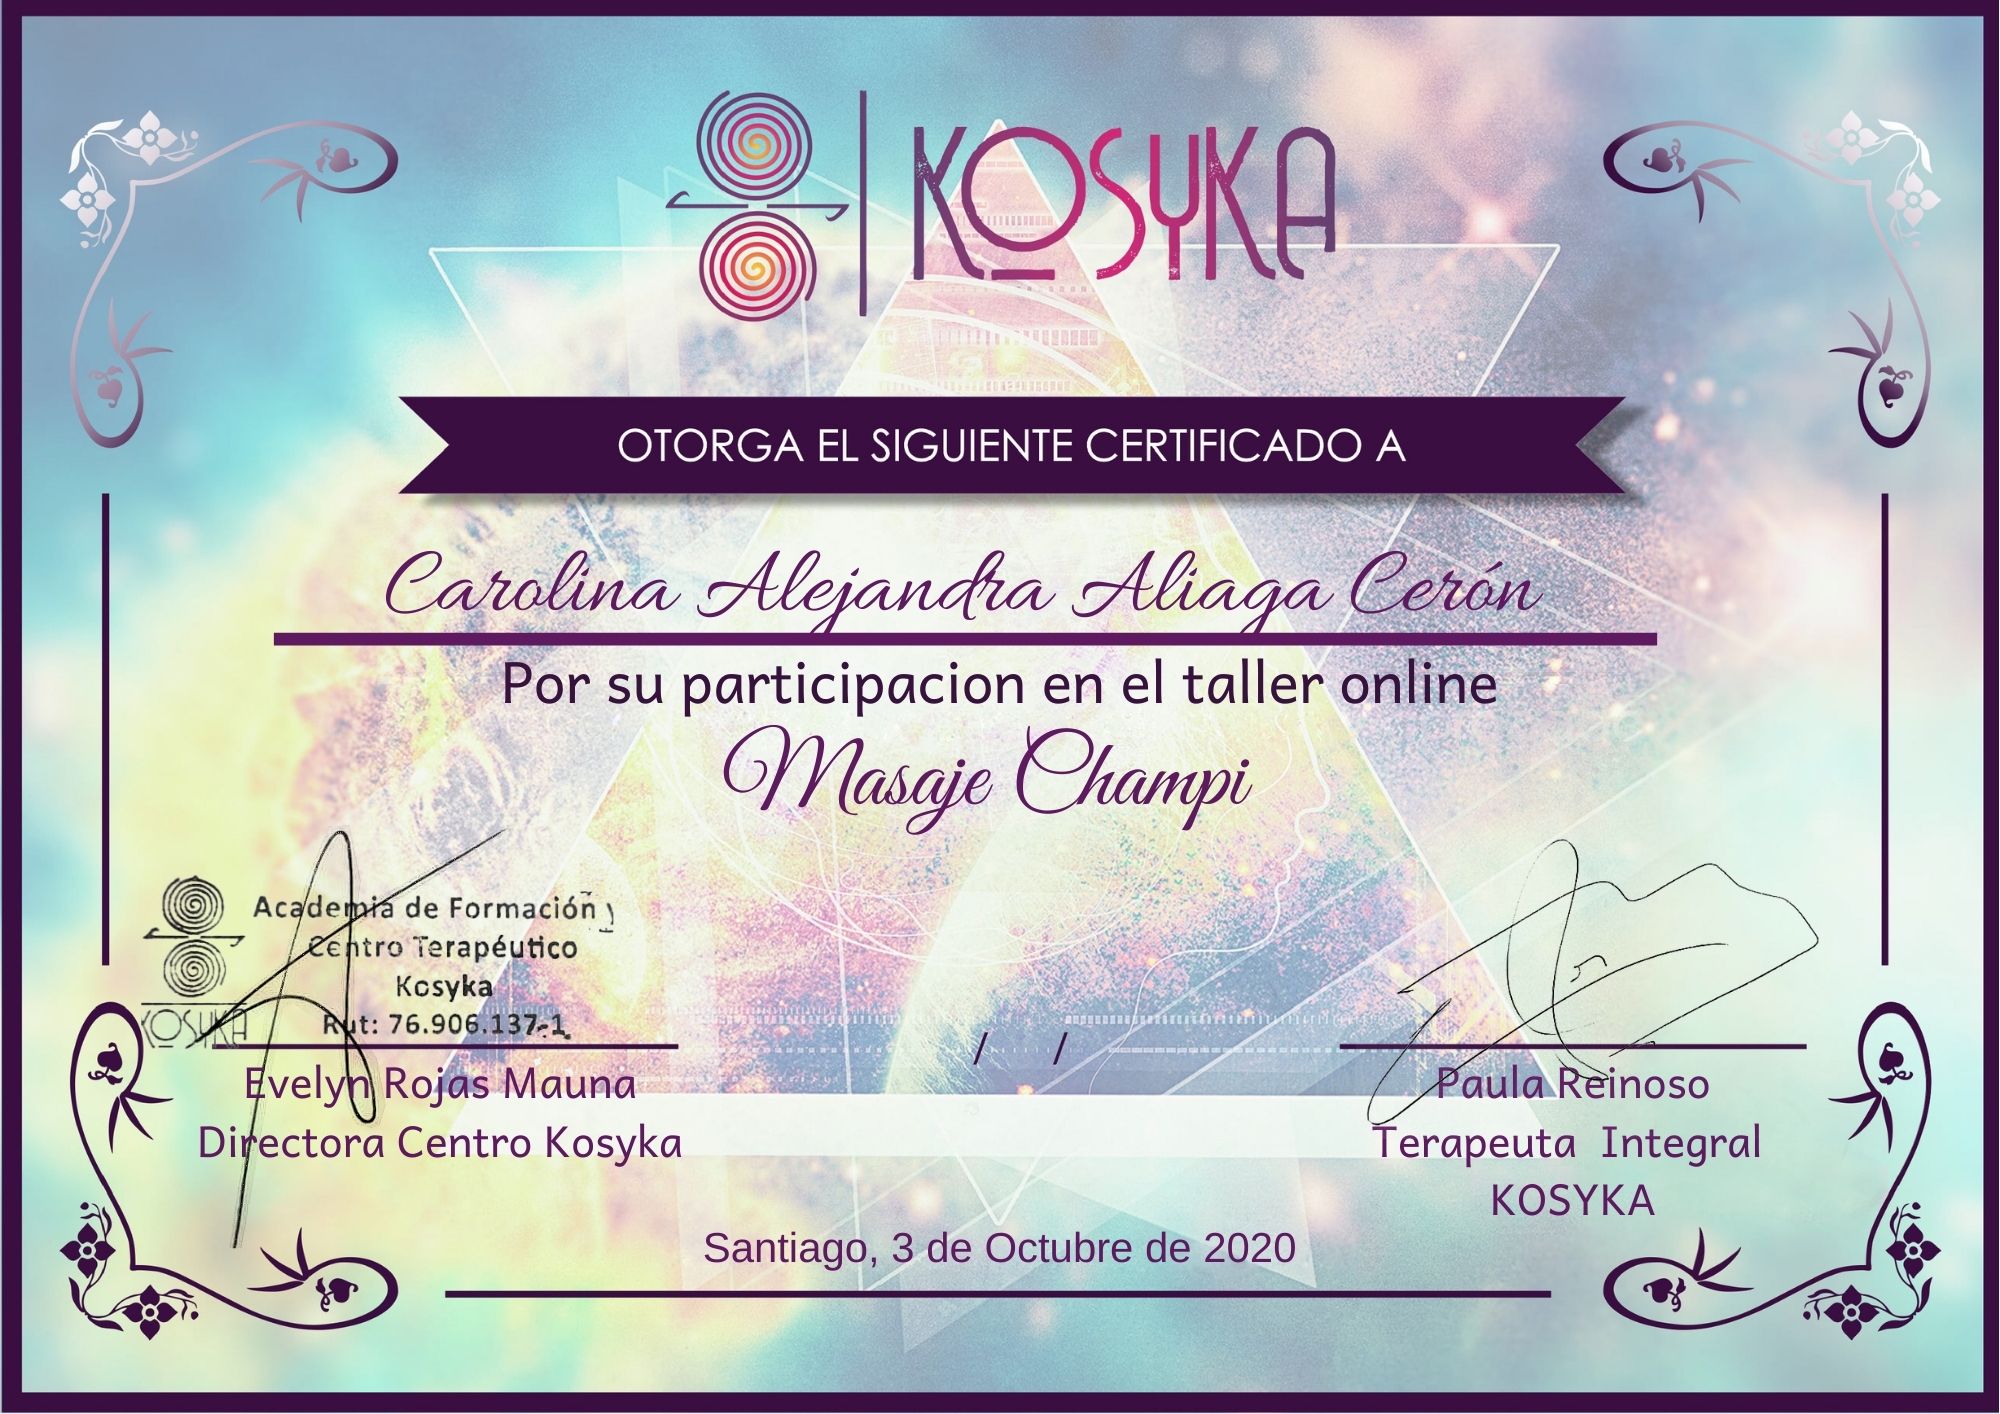 KOSYKA
OTORGA EL SIGUIENTE CERTIFICADO A
Carolina Alejandra Aliaga Cerón
Por su participacion en el taller online
Masaje Champi
Academia de Formación y
Centro Terapéutico
Kosyka
KOSYKA
Rut: 76.906.137-1
/ /
Evelyn Rojas Mauna
Directora Centro Kosyka
Paula Reinoso
Terapeuta Integral
KOSYKA
Santiago, 3 de Octubre de 2020